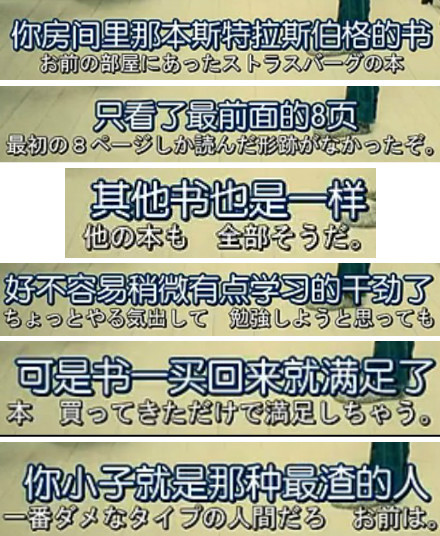 你房间里那本斯特拉斯伯格的书
お前の部屋にあったストラスバーグの本
只看了最前面的8页
最初の８ページしか読んだ形跡がなかったぞ。
其他书也是一样
他の本も　全部そうだ。
好不容易稍微有点学习的干劲了
ちょっとやる気出して　勉強しようと思っても
可是书一买回来就满足了
本　買ってきただけで満足しちゃう。
你小子就是那种最渣的人
一番ダメなタイプの人間だろ　お前は。